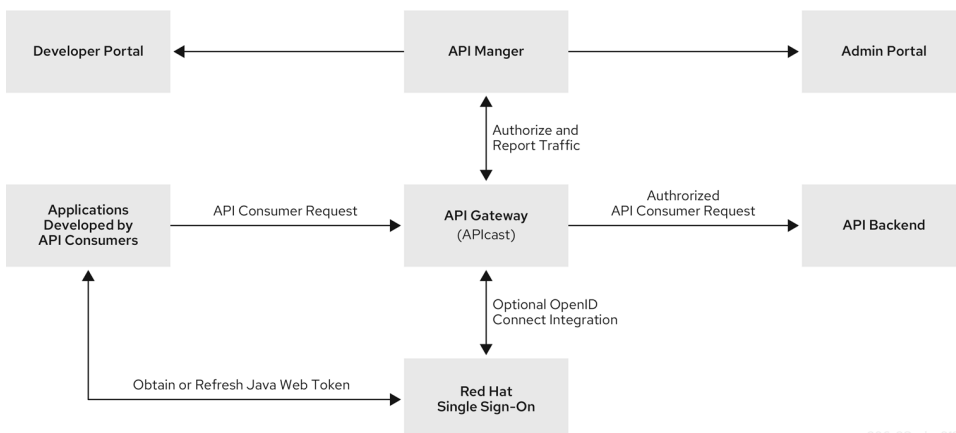 Developer Portal
API Manger
Admin Portal
Authorize and
Report Traffic
Applications
Developed by
API Consumers
API Consumer Request
API Gateway
(APIcast)
Authrorized
API Consumer Request
API Backend
Optional OpenID
Connect Integration
Obtain or Refresh Java Web Token
Red Hat
Single Sign-On